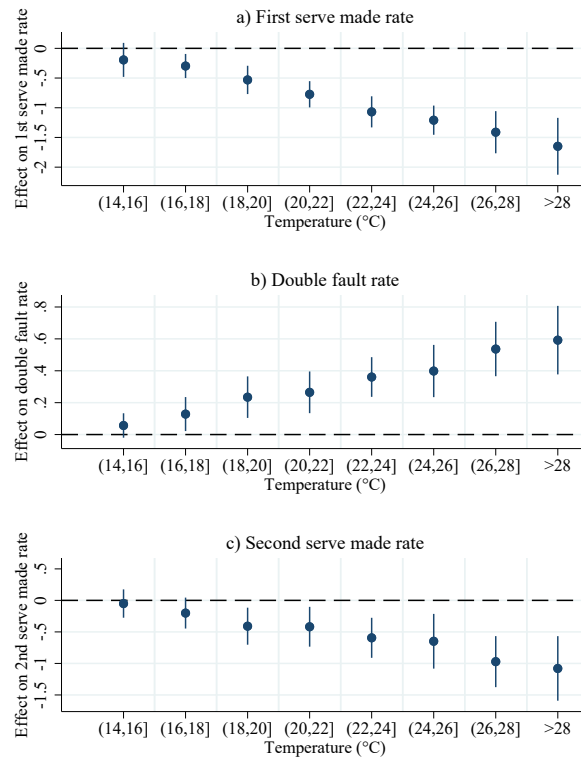 a) First serve made rate
Effect on 1st serve made rate
0
-.5
-1
-1.5
-2
(14,16] (16,18] (18,20] (20,22] (22,24] (24,26] (26,28] >28
Temperature (°C)
b) Double fault rate
Effect on double fault rate
.8
.6
.4
.2
0
(14,16] (16,18] (18,20] (20,22] (22,24] (24,26] (26,28] >28
Temperature (°C)
c) Second serve made rate
Effect on 2nd serve made rate
.5
0
-.5
-1
-1.5
(14,16] (16,18] (18,20] (20,22] (22,24] (24,26] (26,28] >28
Temperature (°C)